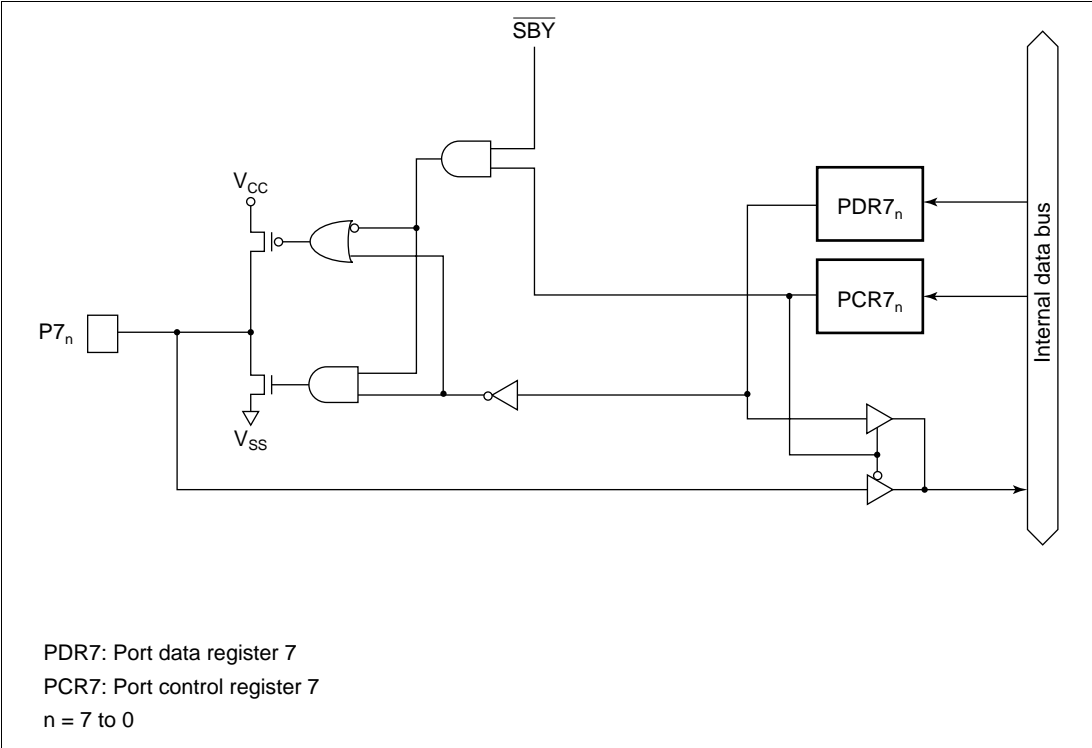 SBY
VCC
PDR7n
PCR7n
Internal data bus
P7n
VSS
PDR7: Port data register 7
PCR7: Port control register 7
n = 7 to 0